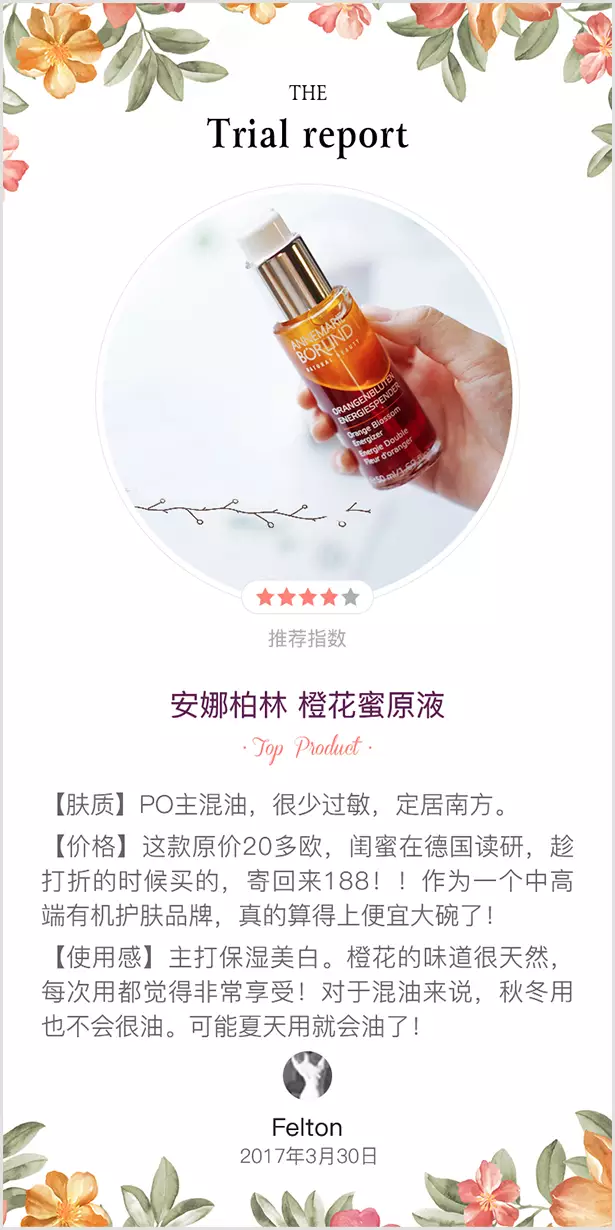 THE
Trial report
ANNEMARIE
BÖRLIND
NATURAL BEAUTY
ORANGENBLÜTEN
ENERGIESPENDER
Orange Blossom
Energizer
Energie Double
Fleur d'oranger
推荐指数
安娜柏林 橙花蜜原液
· Top Product ·
【肤质】PO主混油，很少过敏，定居南方。
【价格】这款原价20多欧，闺蜜在德国读研，趁
打折的时候买的，寄回来188！！作为一个中高
端有机护肤品牌，真的算得上便宜大碗了！
【使用感】主打保湿美白。橙花的味道很天然，
每次用都觉得非常享受！对于混油来说，秋冬用
也不会很油。可能夏天用就会油了！
Felton
2017年3月30日